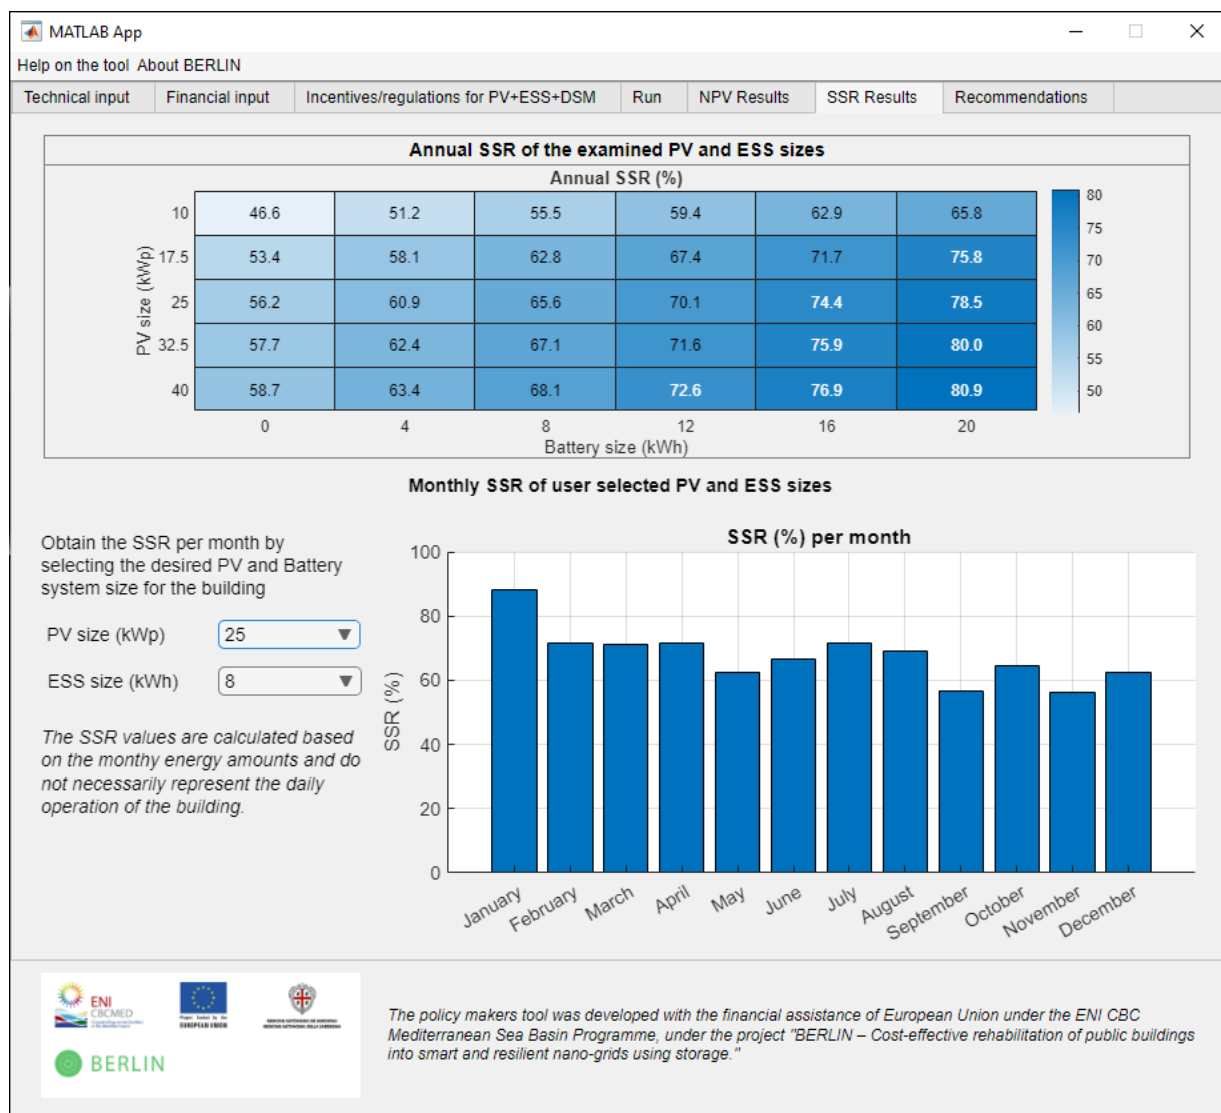 MATLAB App
Help on the tool About BERLIN
Technical input Financial input Incentives/regulations for PV+ESS+DSM Run NPV Results SSR Results Recommendations
Annual SSR of the examined PV and ESS sizes
Annual SSR (%)
PV size (kWp)
10 46.6 51.2 55.5 59.4 62.9 65.8
17.5 53.4 58.1 62.8 67.4 71.7 75.8
25 56.2 60.9 65.6 70.1 74.4 78.5
32.5 57.7 62.4 67.1 71.6 75.9 80.0
40 58.7 63.4 68.1 72.6 76.9 80.9
0 4 8 12 16 20
Battery size (kWh)
80
75
70
65
60
55
50
Monthly SSR of user selected PV and ESS sizes
Obtain the SSR per month by
selecting the desired PV and Battery
system size for the building
PV size (kWp) 25
ESS size (kWh) 8
The SSR values are calculated based
on the monthy energy amounts and do
not necessarily represent the daily
operation of the building.
SSR (%) per month
SSR (%)
100
80
60
40
20
0
January February March April May June July August September October November December
ENI
CBCMED
EUROPEAN UNION
BERLIN
The policy makers tool was developed with the financial assistance of European Union under the ENI CBC
Mediterranean Sea Basin Programme, under the project "BERLIN – Cost-effective rehabilitation of public buildings
into smart and resilient nano-grids using storage."